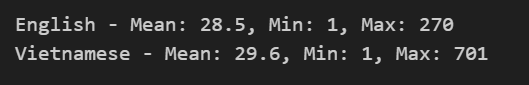 English - Mean: 28.5, Min: 1, Max: 270
Vietnamese - Mean: 29.6, Min: 1, Max: 701